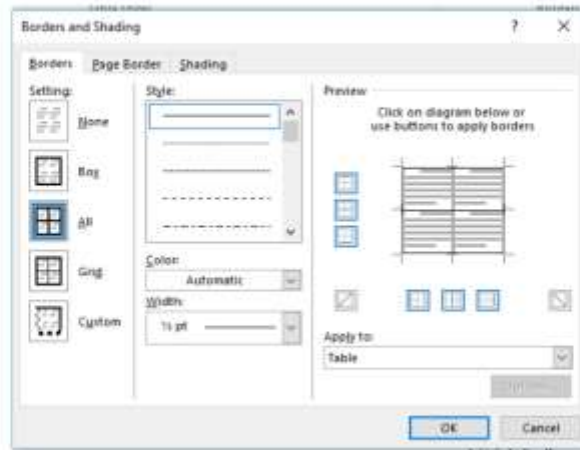 Borders and Shading
? ×
Borders Page Border Shading
Setting:
None
Box
All
Grid
Custom
Style:
Color:
Automatic
Width:
½ pt
Preview
Click on diagram below or
use buttons to apply borders
Apply to:
Table
OK Cancel